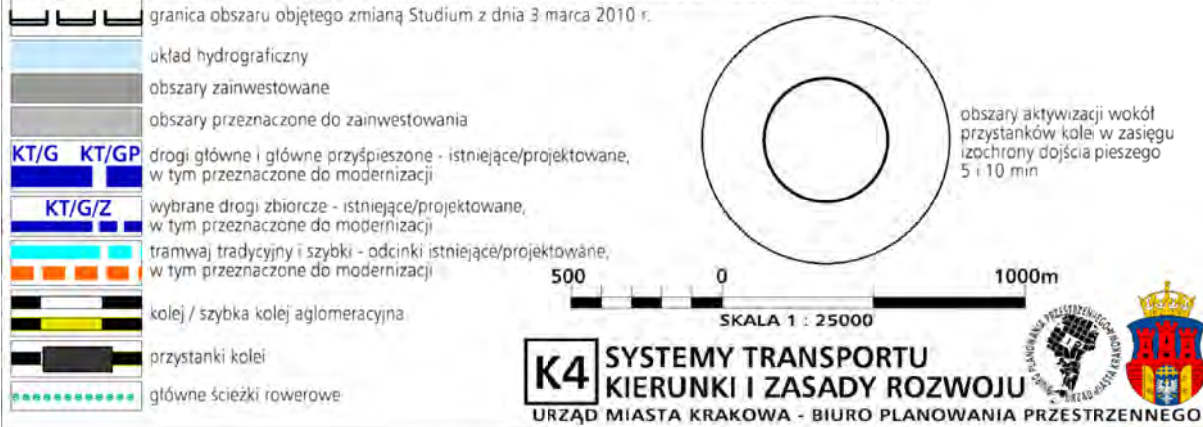 granica obszaru objętego zmianą Studium z dnia 3 marca 2010 r.
układ hydrograficzny
obszary zainwestowane
obszary przeznaczone do zainwestowania
KT/G KT/GP
drogi główne i główne przyśpieszone - istniejące/projektowane,
w tym przeznaczone do modernizacji
KT/G/Z
wybrane drogi zbiorcze - istniejące/projektowane,
w tym przeznaczone do modernizacji
tramwaj tradycyjny i szybki - odcinki istniejące/projektowane,
w tym przeznaczone do modernizacji
kolej / szybka kolej aglomeracyjna
przystanki kolei
główne ścieżki rowerowe
obszary aktywizacji wokół
przystanków kolei w zasięgu
izochrony dojścia pieszego
5 i 10 min
500 0 1000m
SKALA 1 : 25000
K4 SYSTEMY TRANSPORTU
KIERUNKI I ZASADY ROZWOJU
URZĄD MIASTA KRAKOWA - BIURO PLANOWANIA PRZESTRZENNEGO